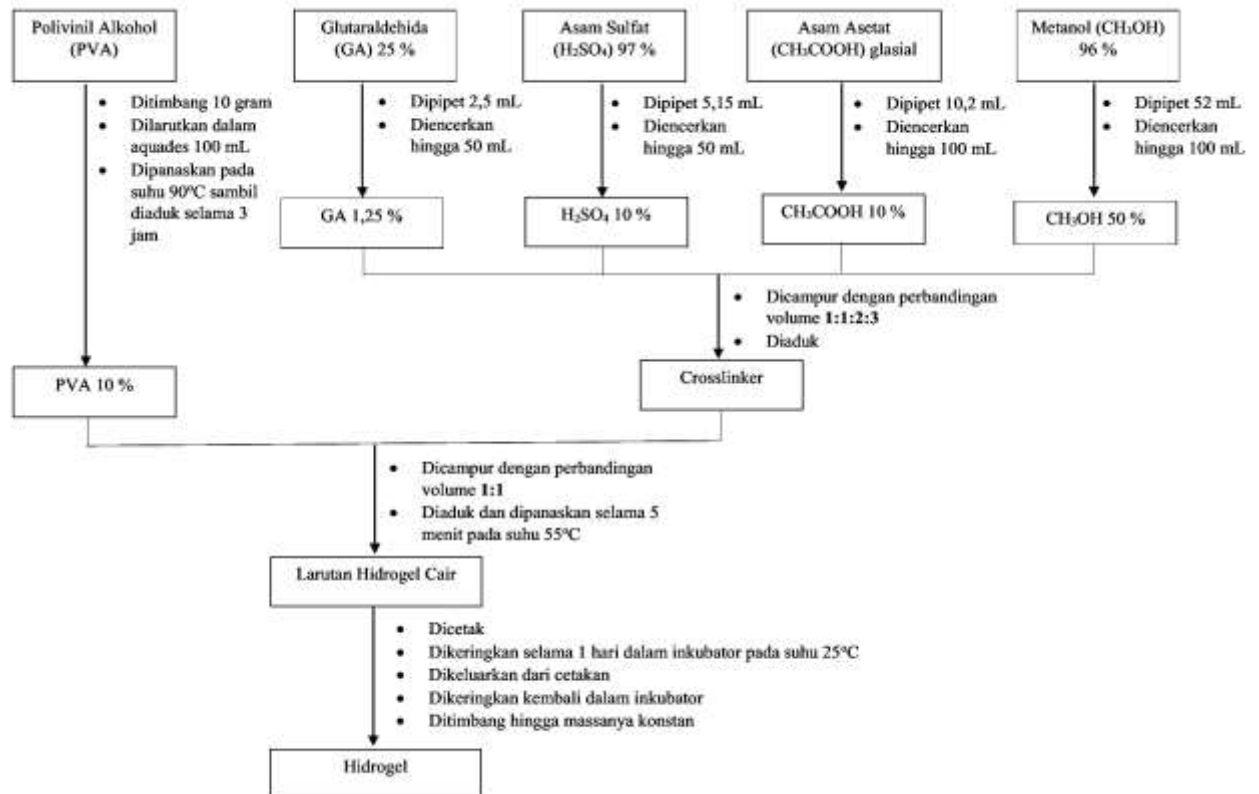 Polivinil Alkohol
(PVA)
Glutaraldehida
(GA) 25 %
Asam Sulfat
(H₂SO₄) 97 %
Asam Asetat
(CH₃COOH) glasial
Metanol (CH₃OH)
96 %
• Ditimbang 10 gram
• Dilarutkan dalam
aquades 100 mL
• Dipanaskan pada
suhu 90⁰C sambil
diaduk selama 3
jam
• Dipipet 2,5 mL
• Diencerkan
hingga 50 mL
• Dipipet 5,15 mL
• Diencerkan
hingga 50 mL
• Dipipet 10,2 mL
• Diencerkan
hingga 100 mL
• Dipipet 52 mL
• Diencerkan
hingga 100 mL
GA 1,25 %
H₂SO₄ 10 %
CH₃COOH 10 %
CH₃OH 50 %
• Dicampur dengan perbandingan
volume 1:1:2:3
• Diaduk
PVA 10 %
Crosslinker
• Dicampur dengan perbandingan
volume 1:1
• Diaduk dan dipanaskan selama 5
menit pada suhu 55⁰C
Larutan Hidrogel Cair
• Dicetak
• Dikeringkan selama 1 hari dalam inkubator pada suhu 25⁰C
• Dikeluarkan dari cetakan
• Dikeringkan kembali dalam inkubator
• Ditimbang hingga massanya konstan
Hidrogel